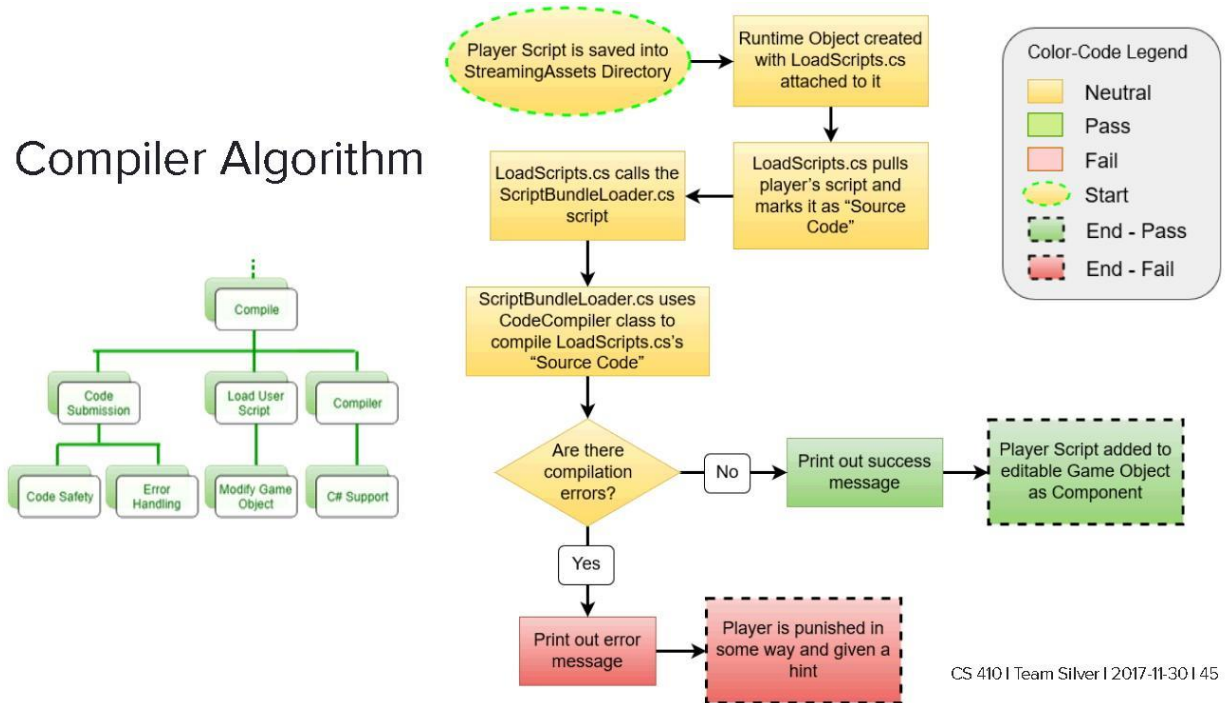 Compiler Algorithm
Player Script is saved into
StreamingAssets Directory
Runtime Object created
with LoadScripts.cs
attached to it
LoadScripts.cs pulls
player's script and
marks it as “Source
Code”
LoadScripts.cs calls the
ScriptBundleLoader.cs
script
ScriptBundleLoader.cs uses
CodeCompiler class to
compile LoadScripts.cs's
“Source Code”
Are there
compilation
errors?
No
Print out success
message
Player Script added to
editable Game Object
as Component
Yes
Print out error
message
Player is punished in
some way and given a
hint
Color-Code Legend
Neutral
Pass
Fail
Start
End - Pass
End - Fail
Compile
Code
Submission
Load User
Script
Compiler
Code Safety
Error
Handling
Modify Game
Object
C# Support
CS 410 I Team Silver I 2017-11-30 I 45